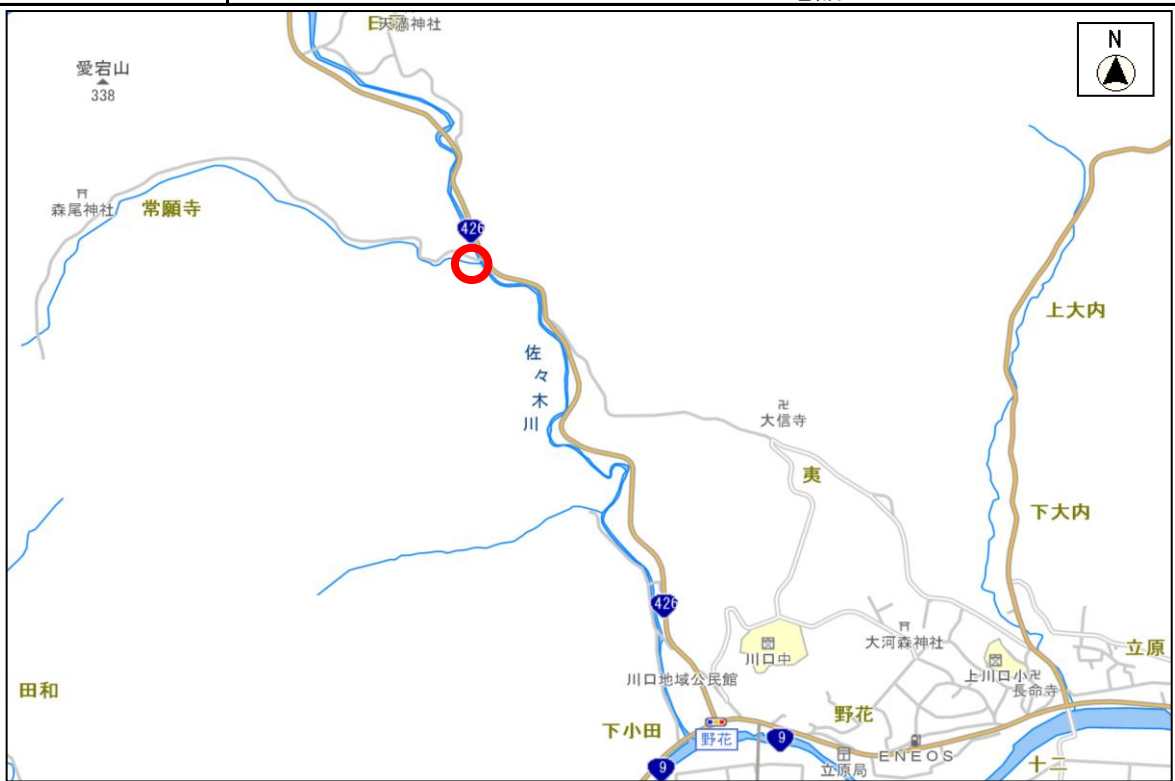 天満神社
N
愛宕山
338
森尾神社
常願寺
426
上大内
佐々木川
大信寺
夷
下大内
426
大河森神社
川口中
立原
川口地域公民館
上川口小
長命寺
田和
野花
下小田
野花
9
ENEOS
立原局
十二
9